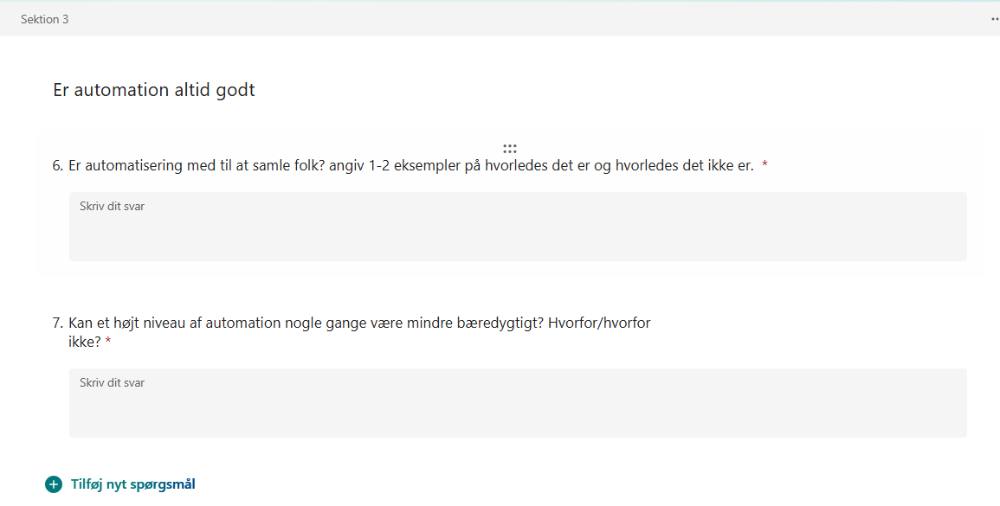 Sektion 3
Er automation altid godt
6. Er automatisering med til at samle folk? angiv 1-2 eksempler på hvorledes det er og hvorledes det ikke er. *
Skriv dit svar
7. Kan et højt niveau af automation nogle gange være mindre bæredygtigt? Hvorfor/hvorfor
ikke? *
Skriv dit svar
Tilføj nyt spørgsmål